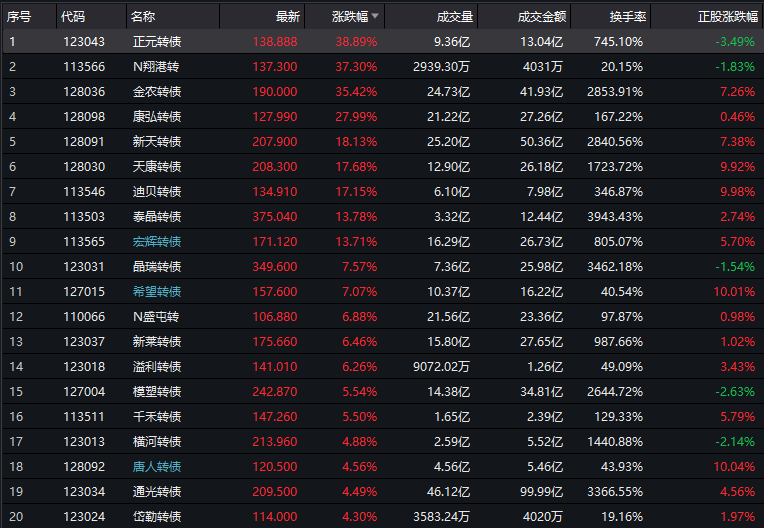 序号 代码 名称 最新 涨跌幅 成交量 成交金额 换手率 正股涨跌幅
1 123043 正元转债 138.888 38.89% 9.36亿 13.04亿 745.10% -3.49%
2 113566 N翔港转 137.300 37.30% 2939.30万 4031万 20.15% -1.83%
3 128036 金农转债 190.000 35.42% 24.73亿 41.93亿 2853.91% 7.26%
4 128098 康弘转债 127.990 27.99% 21.22亿 27.26亿 167.22% 0.46%
5 128091 新天转债 207.900 18.13% 25.20亿 50.36亿 2840.56% 7.38%
6 128030 天康转债 208.300 17.68% 12.90亿 26.18亿 1723.72% 9.92%
7 113546 迪贝转债 134.910 17.15% 6.10亿 7.98亿 346.87% 9.98%
8 113503 泰晶转债 375.040 13.78% 3.32亿 12.44亿 3943.43% 2.74%
9 113565 宏辉转债 171.120 13.71% 16.29亿 26.73亿 805.07% 5.70%
10 123031 晶瑞转债 349.600 7.57% 7.36亿 25.98亿 3462.18% -1.54%
11 127015 希望转债 157.600 7.07% 10.37亿 16.22亿 40.54% 10.01%
12 110066 N盛屯转 106.880 6.88% 21.56亿 23.36亿 97.87% 0.98%
13 123037 新莱转债 175.660 6.46% 15.80亿 27.65亿 987.66% 1.02%
14 123018 溢利转债 141.010 6.26% 9072.02万 1.26亿 49.09% 3.43%
15 127004 模塑转债 242.870 5.54% 14.38亿 34.81亿 2644.72% -2.63%
16 113511 千禾转债 147.260 5.50% 1.65亿 2.39亿 129.33% 5.79%
17 123013 横河转债 213.960 4.88% 2.59亿 5.52亿 1440.88% -2.14%
18 128092 唐人转债 120.500 4.56% 4.56亿 5.46亿 43.93% 10.04%
19 123034 通光转债 209.500 4.49% 46.12亿 99.99亿 3366.55% 4.56%
20 123024 岱勒转债 114.000 4.30% 3583.24万 4020万 19.16% 1.97%